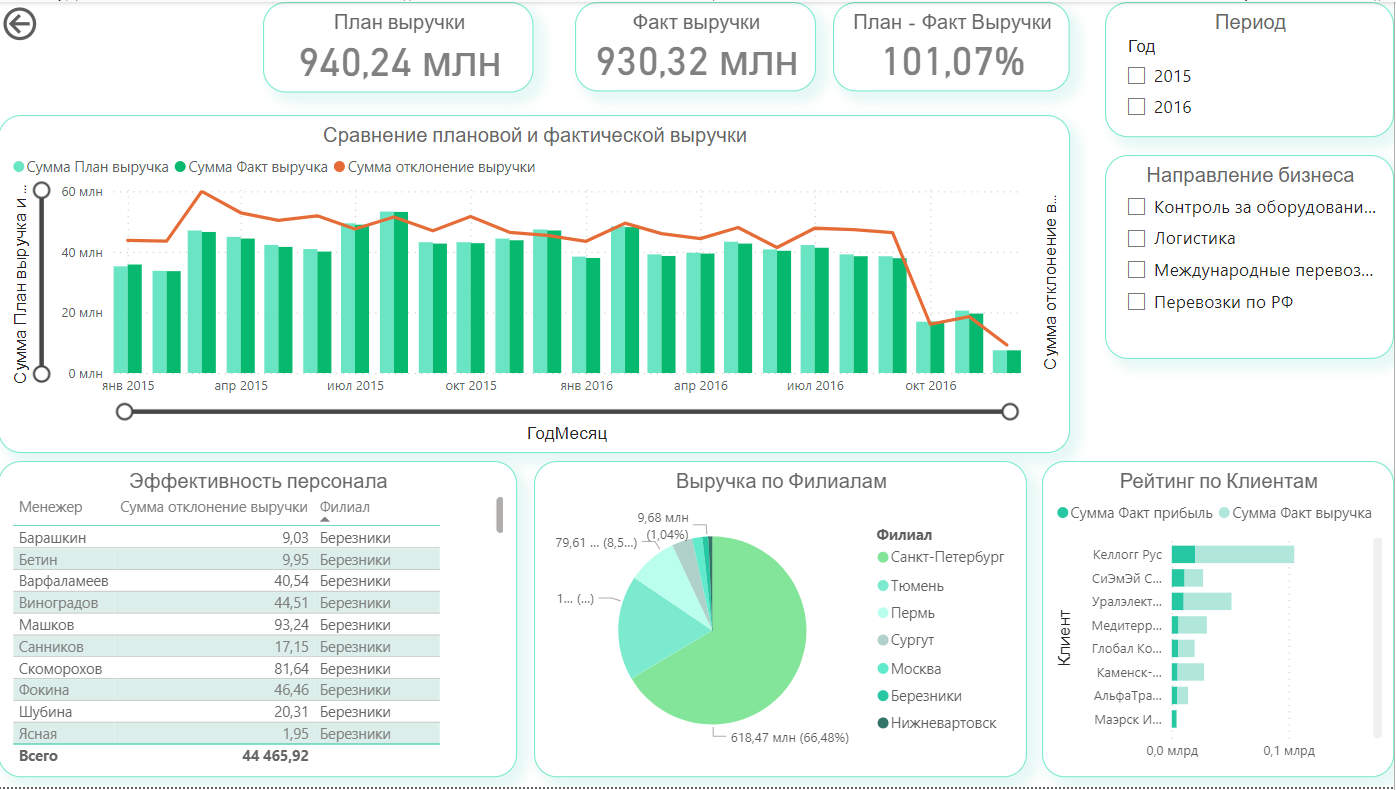 План выручки
940,24 млн
Факт выручки
930,32 млн
План - Факт Выручки
101,07%
Период
Год
2015
2016
Направление бизнеса
Контроль за оборудовани...
Логистика
Международные перевоз...
Перевозки по РФ
Сравнение плановой и фактической выручки
Сумма План выручка Сумма Факт выручка Сумма отклонение выручки
Сумма План выручка и ...
60 млн
40 млн
20 млн
0 млн
янв 2015 апр 2015 июл 2015 окт 2015 янв 2016 апр 2016 июл 2016 окт 2016
ГодМесяц
Сумма отклонение в...
Эффективность персонала
Менежер Сумма отклонение выручки Филиал
Барашкин 9,03 Березники
Бетин 9,95 Березники
Варфаламеев 40,54 Березники
Виноградов 44,51 Березники
Машков 93,24 Березники
Санников 17,15 Березники
Скоморохов 81,64 Березники
Фокина 46,46 Березники
Шубина 20,31 Березники
Ясная 1,95 Березники
Всего 44 465,92
Выручка по Филиалам
9,68 млн
(1,04%)
79,61 ... (8,5...)
1... (...)
618,47 млн (66,48%)
Филиал
Санкт-Петербург
Тюмень
Пермь
Сургут
Москва
Березники
Нижневартовск
Рейтинг по Клиентам
Сумма Факт прибыль Сумма Факт выручка
Клиент
Келлогг Рус
СиЭмЭй С...
Уралэлект...
Медитерр...
Глобал Ко...
Каменск-...
АльфаТра...
Маэрск И...
0,0 млрд 0,1 млрд